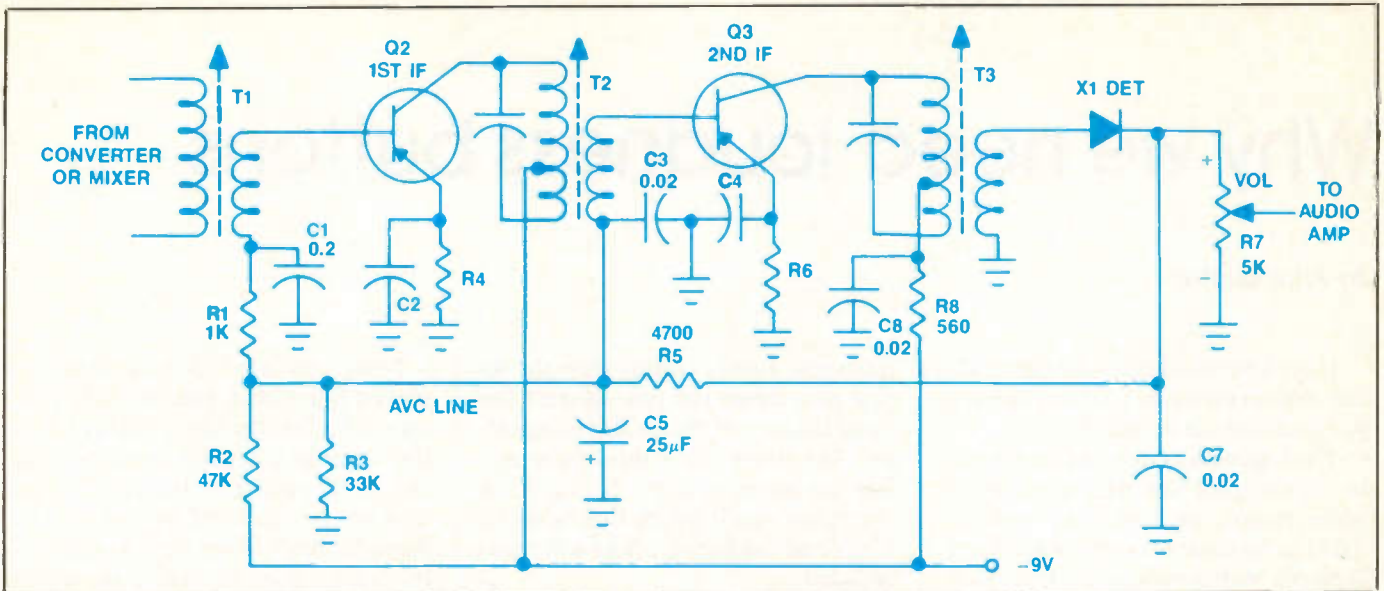 Q2
1ST IF
Q3
2ND IF
T1
T2
T3
X1 DET
FROM
CONVERTER
OR MIXER
C1
0.2
C2
R4
C3
0.02
C4
R6
+
VOL
TO
AUDIO
AMP
R7
5K
–
R1
1K
4700
R5
C8
0.02
R8
560
AVC LINE
C5
25µF
+
R2
47K
R3
33K
C7
0.02
–9V